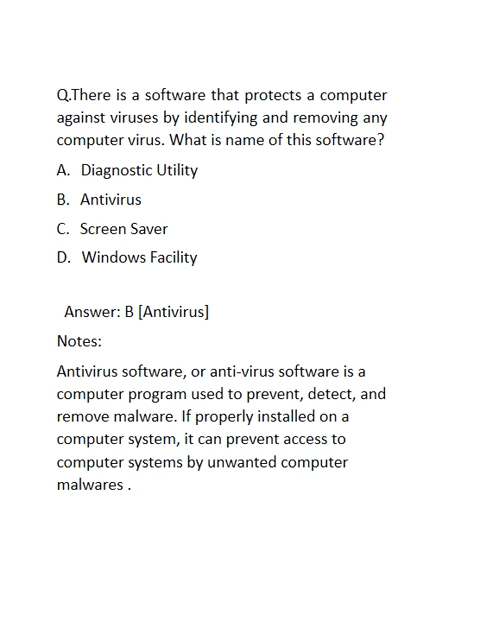 Q.There is a software that protects a computer
against viruses by identifying and removing any
computer virus. What is name of this software?
A. Diagnostic Utility
B. Antivirus
C. Screen Saver
D. Windows Facility
Answer: B [Antivirus]
Notes:
Antivirus software, or anti-virus software is a
computer program used to prevent, detect, and
remove malware. If properly installed on a
computer system, it can prevent access to
computer systems by unwanted computer
malwares .